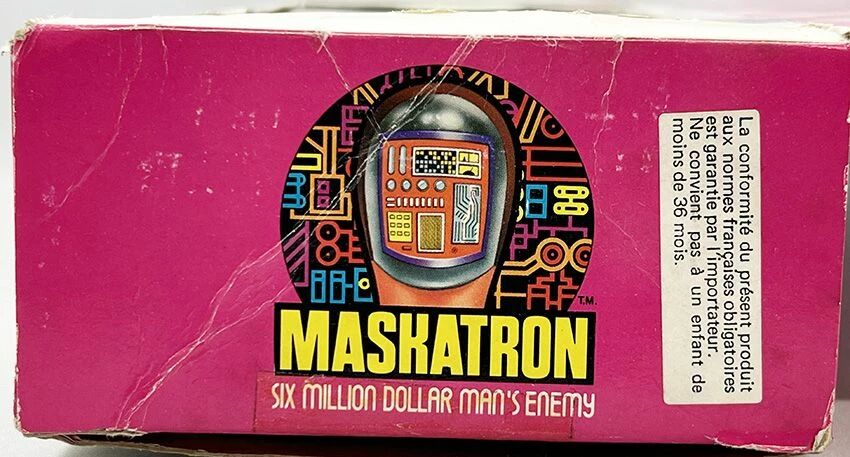 T.M.
MASKATRON
SIX MILLION DOLLAR MAN'S ENEMY
La conformité du présent produit
aux normes françaises obligatoires
est garantie par l'importateur.
Ne convient pas à un enfant de
moins de 36 mois.